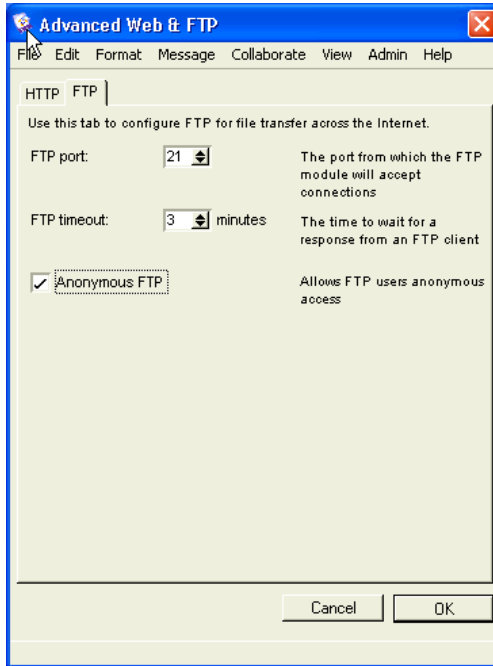 Advanced Web & FTP
File Edit Format Message Collaborate View Admin Help
HTTP FTP
Use this tab to configure FTP for file transfer across the Internet.
FTP port: 21 The port from which the FTP
module will accept
connections
FTP timeout: 3 minutes The time to wait for a
response from an FTP client
Anonymous FTP Allows FTP users anonymous
access
Cancel OK